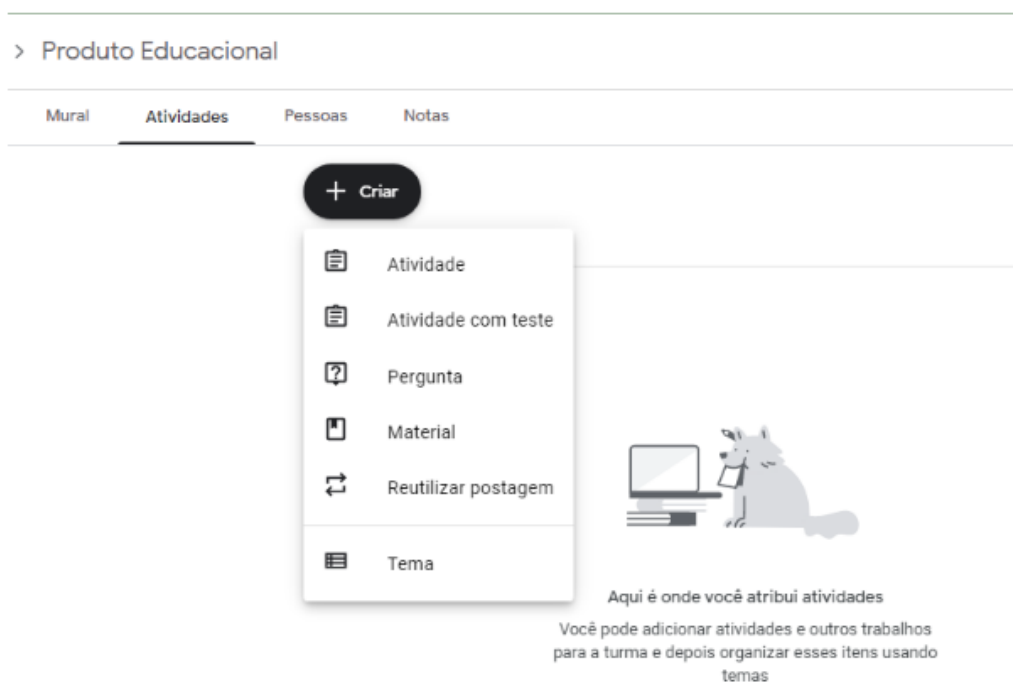 Produto Educacional
Mural Atividades Pessoas Notas
+ Criar
Atividade
Atividade com teste
Pergunta
Material
Reutilizar postagem
Tema
Aqui é onde você atribui atividades
Você pode adicionar atividades e outros trabalhos
para a turma e depois organizar esses itens usando
temas